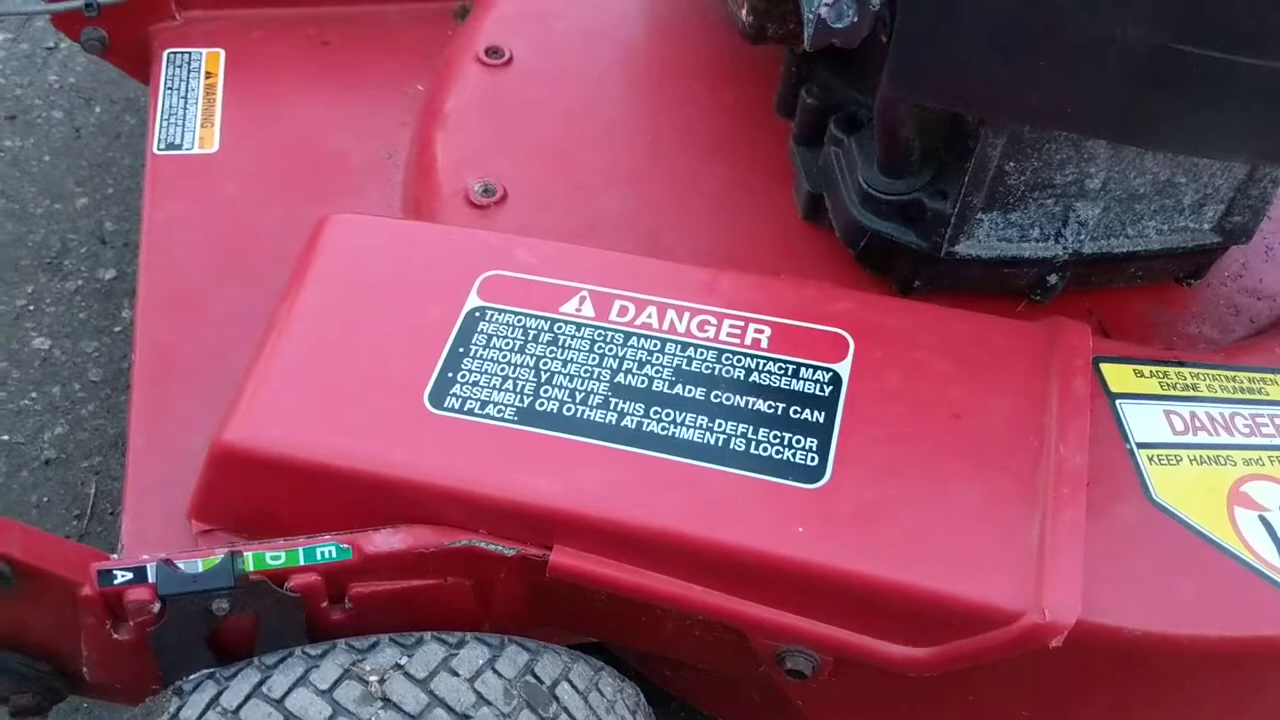 WARNING
DANGER
• THROWN OBJECTS AND BLADE CONTACT MAY
RESULT IF THIS COVER-DEFLECTOR ASSEMBLY
IS NOT SECURED IN PLACE.
• THROWN OBJECTS AND BLADE CONTACT CAN
SERIOUSLY INJURE.
• OPERATE ONLY IF THIS COVER-DEFLECTOR
ASSEMBLY OR OTHER ATTACHMENT IS LOCKED
IN PLACE.
BLADE IS ROTATING WHEN
ENGINE IS RUNNING
DANGER
KEEP HANDS and
A
D
E